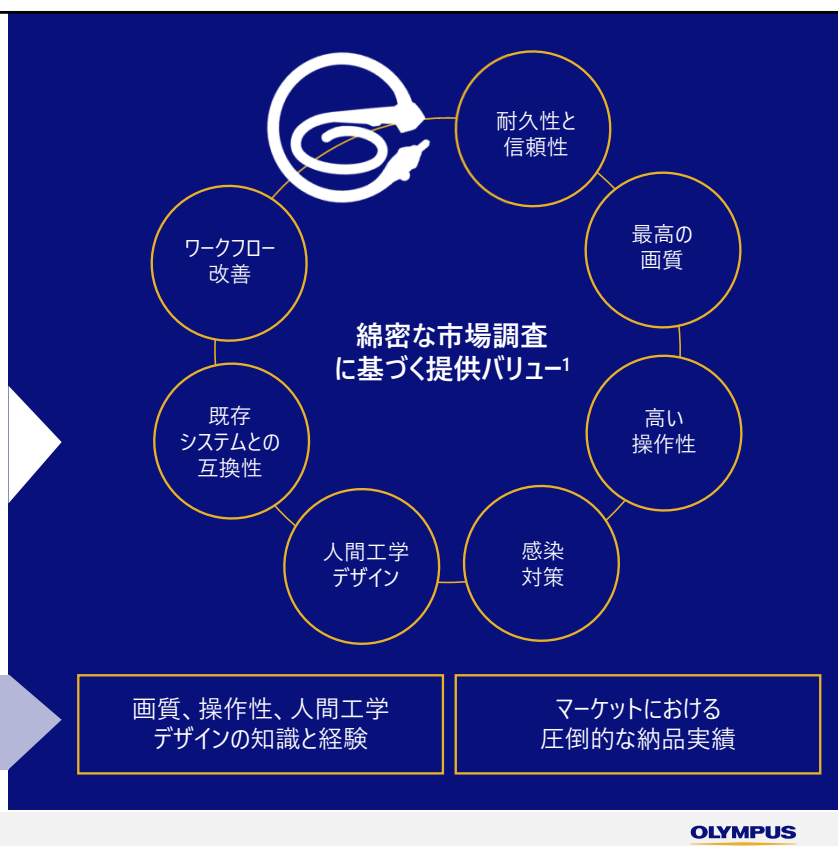 耐久性と
信頼性
最高の
画質
高い
操作性
感染
対策
人間工学
デザイン
既存
システムとの
互換性
ワークフロー
改善
綿密な市場調査
に基づく提供バリュー1
画質、操作性、人間工学
デザインの知識と経験
マーケットにおける
圧倒的な納品実績
OLYMPUS